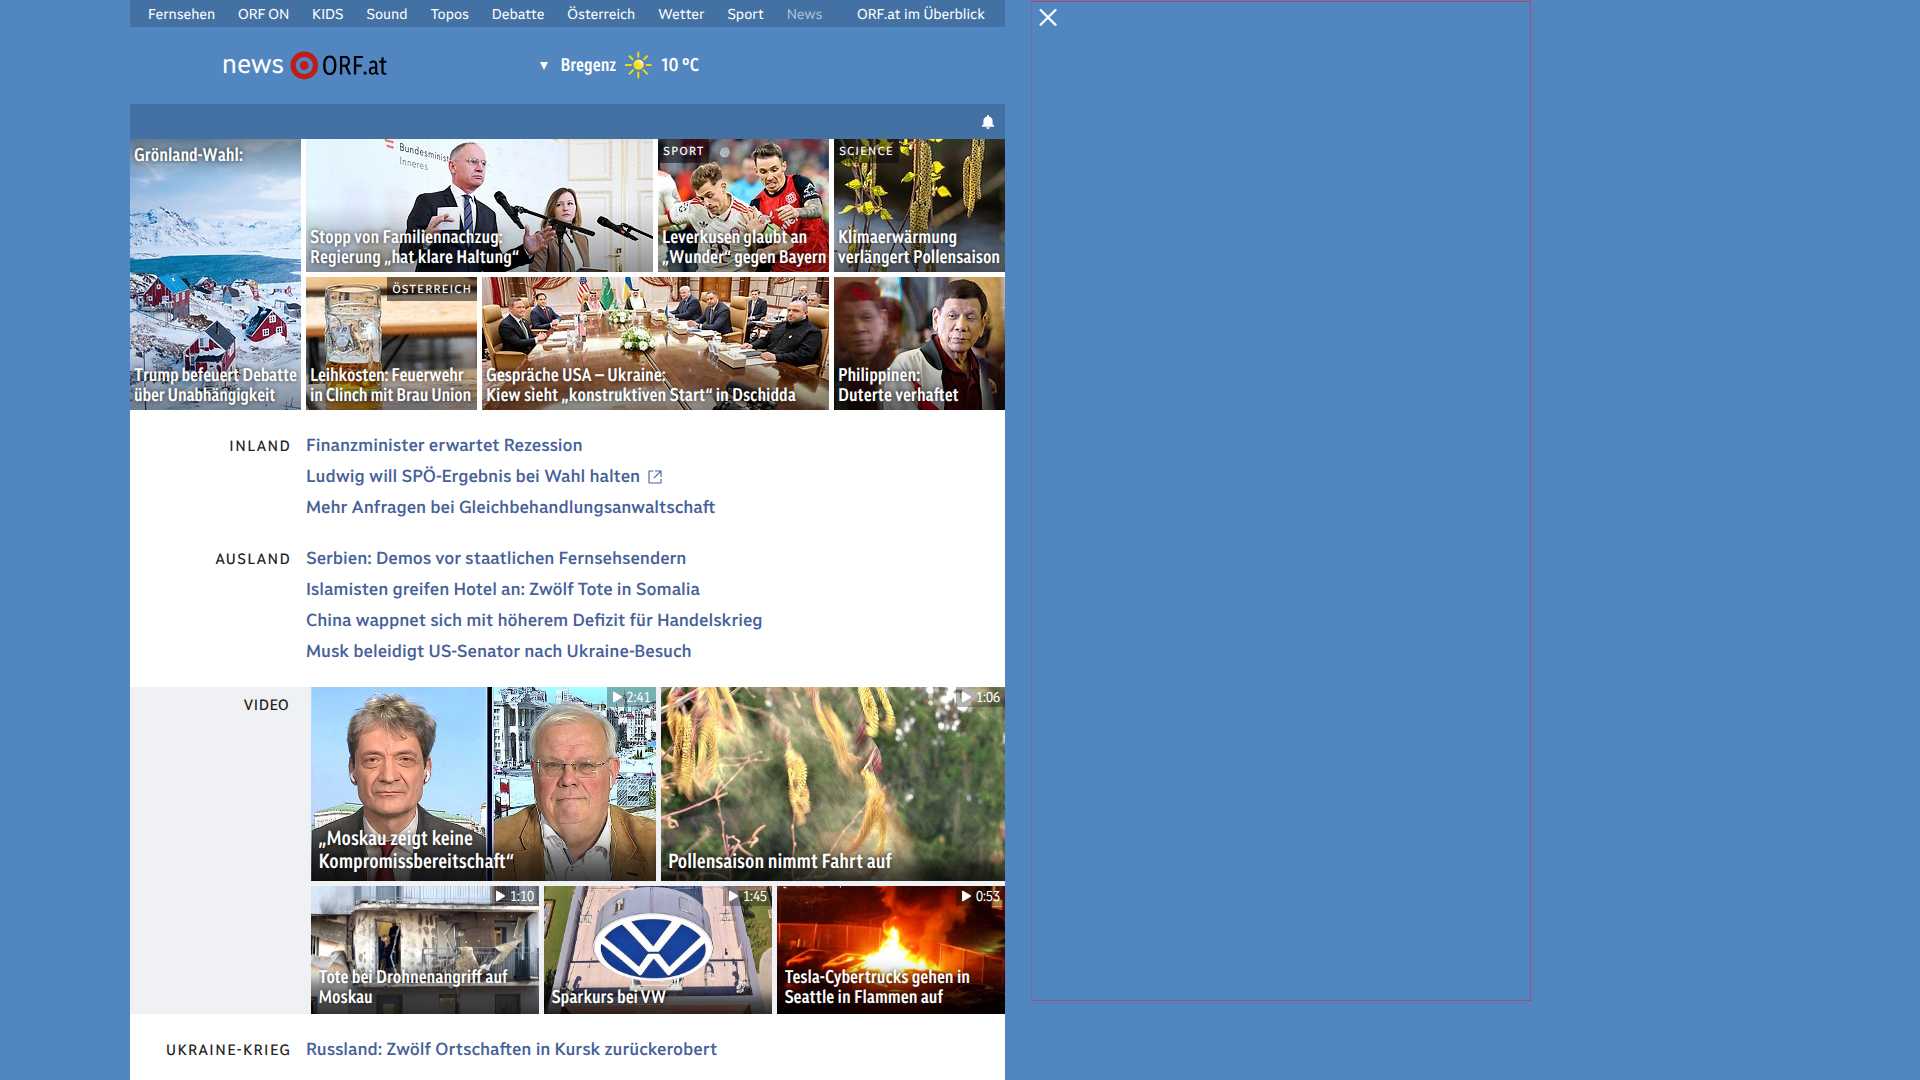 Fernsehen ORF ON KIDS Sound Topos Debatte Österreich Wetter Sport News ORF.at im Überblick
news ORF.at
Bregenz 10 °C
Grönland-Wahl:
Trump befeuert Debatte
über Unabhängigkeit
Bundesminist
Inneres
Stopp von Familiennachzug:
Regierung „hat klare Haltung“
SPORT
Leverkusen glaubt an
„Wunder“ gegen Bayern
SCIENCE
Klimaerwärmung
verlängert Pollensaison
ÖSTERREICH
Leihkosten: Feuerwehr
in Clinch mit Brau Union
Gespräche USA – Ukraine:
Kiew sieht „konstruktiven Start“ in Dschidda
Philippinen:
Duterte verhaftet
INLAND
Finanzminister erwartet Rezession
Ludwig will SPÖ-Ergebnis bei Wahl halten
Mehr Anfragen bei Gleichbehandlungsanwaltschaft
AUSLAND
Serbien: Demos vor staatlichen Fernsehsendern
Islamisten greifen Hotel an: Zwölf Tote in Somalia
China wappnet sich mit höherem Defizit für Handelskrieg
Musk beleidigt US-Senator nach Ukraine-Besuch
VIDEO
2:41
„Moskau zeigt keine
Kompromissbereitschaft“
1:06
Pollensaison nimmt Fahrt auf
1:10
Tote bei Drohnenangriff auf
Moskau
1:45
Sparkurs bei VW
0:53
Tesla-Cybertrucks gehen in
Seattle in Flammen auf
UKRAINE-KRIEG
Russland: Zwölf Ortschaften in Kursk zurückerobert